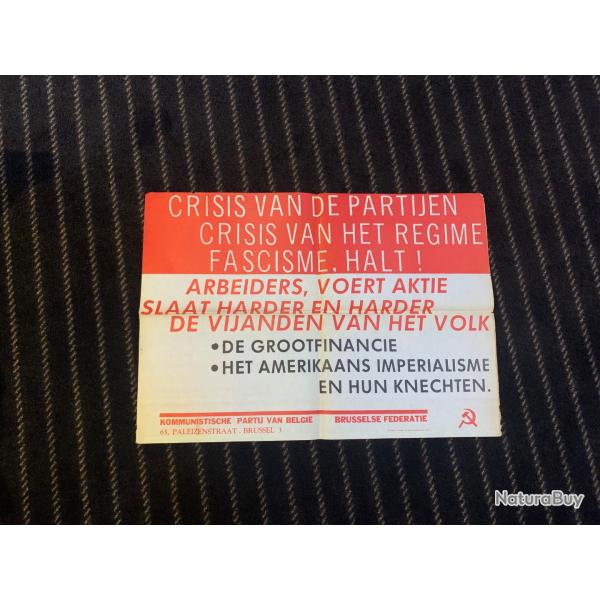 CRISIS VAN DE PARTIJEN
CRISIS VAN HET REGIME
FASCISME. HALT !
ARBEIDERS, VOERT AKTIE
SLAAT HARDER EN HARDER
DE VIJANDEN VAN HET VOLK
•DE GROOTFINANCIE
•HET AMERIKAANS IMPERIALISME
EN HUN KNECHTEN.
KOMMUNISTISCHE PARTIJ VAN BELGIE BRUSSELSE FEDERATIE
65, PALEIZENSTRAAT. BRUSSEL 3
NaturaBuy